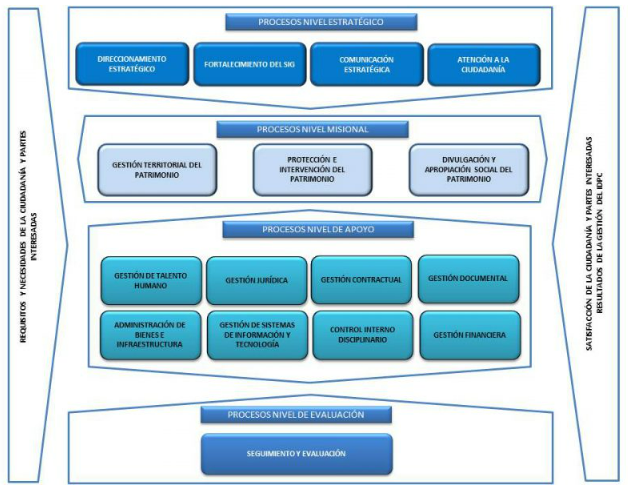 PROCESOS NIVEL ESTRATÉGICO
DIRECCIONAMIENTO
ESTRATÉGICO
FORTALECIMIENTO DEL SIG
COMUNICACIÓN
ESTRATÉGICA
ATENCIÓN A LA
CIUDADANÍA
PROCESOS NIVEL MISIONAL
GESTIÓN TERRITORIAL DEL
PATRIMONIO
PROTECCIÓN E
INTERVENCIÓN DEL
PATRIMONIO
DIVULGACIÓN Y
APROPIACIÓN SOCIAL DEL
PATRIMONIO
PROCESOS NIVEL DE APOYO
GESTIÓN DE TALENTO
HUMANO
GESTIÓN JURÍDICA
GESTIÓN CONTRACTUAL
GESTIÓN DOCUMENTAL
ADMINISTRACIÓN DE
BIENES E
INFRAESTRUCTURA
GESTIÓN DE SISTEMAS
DE INFORMACIÓN Y
TECNOLOGÍA
CONTROL INTERNO
DISCIPLINARIO
GESTIÓN FINANCIERA
PROCESOS NIVEL DE EVALUACIÓN
SEGUIMIENTO Y EVALUACIÓN
REQUISITOS Y NECESIDADES DE LA CIUDADANÍA Y PARTES
INTERESADAS
SATISFACCIÓN DE LA CIUDADANÍA Y PARTES INTERESADAS
RESULTADOS DE LA GESTIÓN DEL IDPC